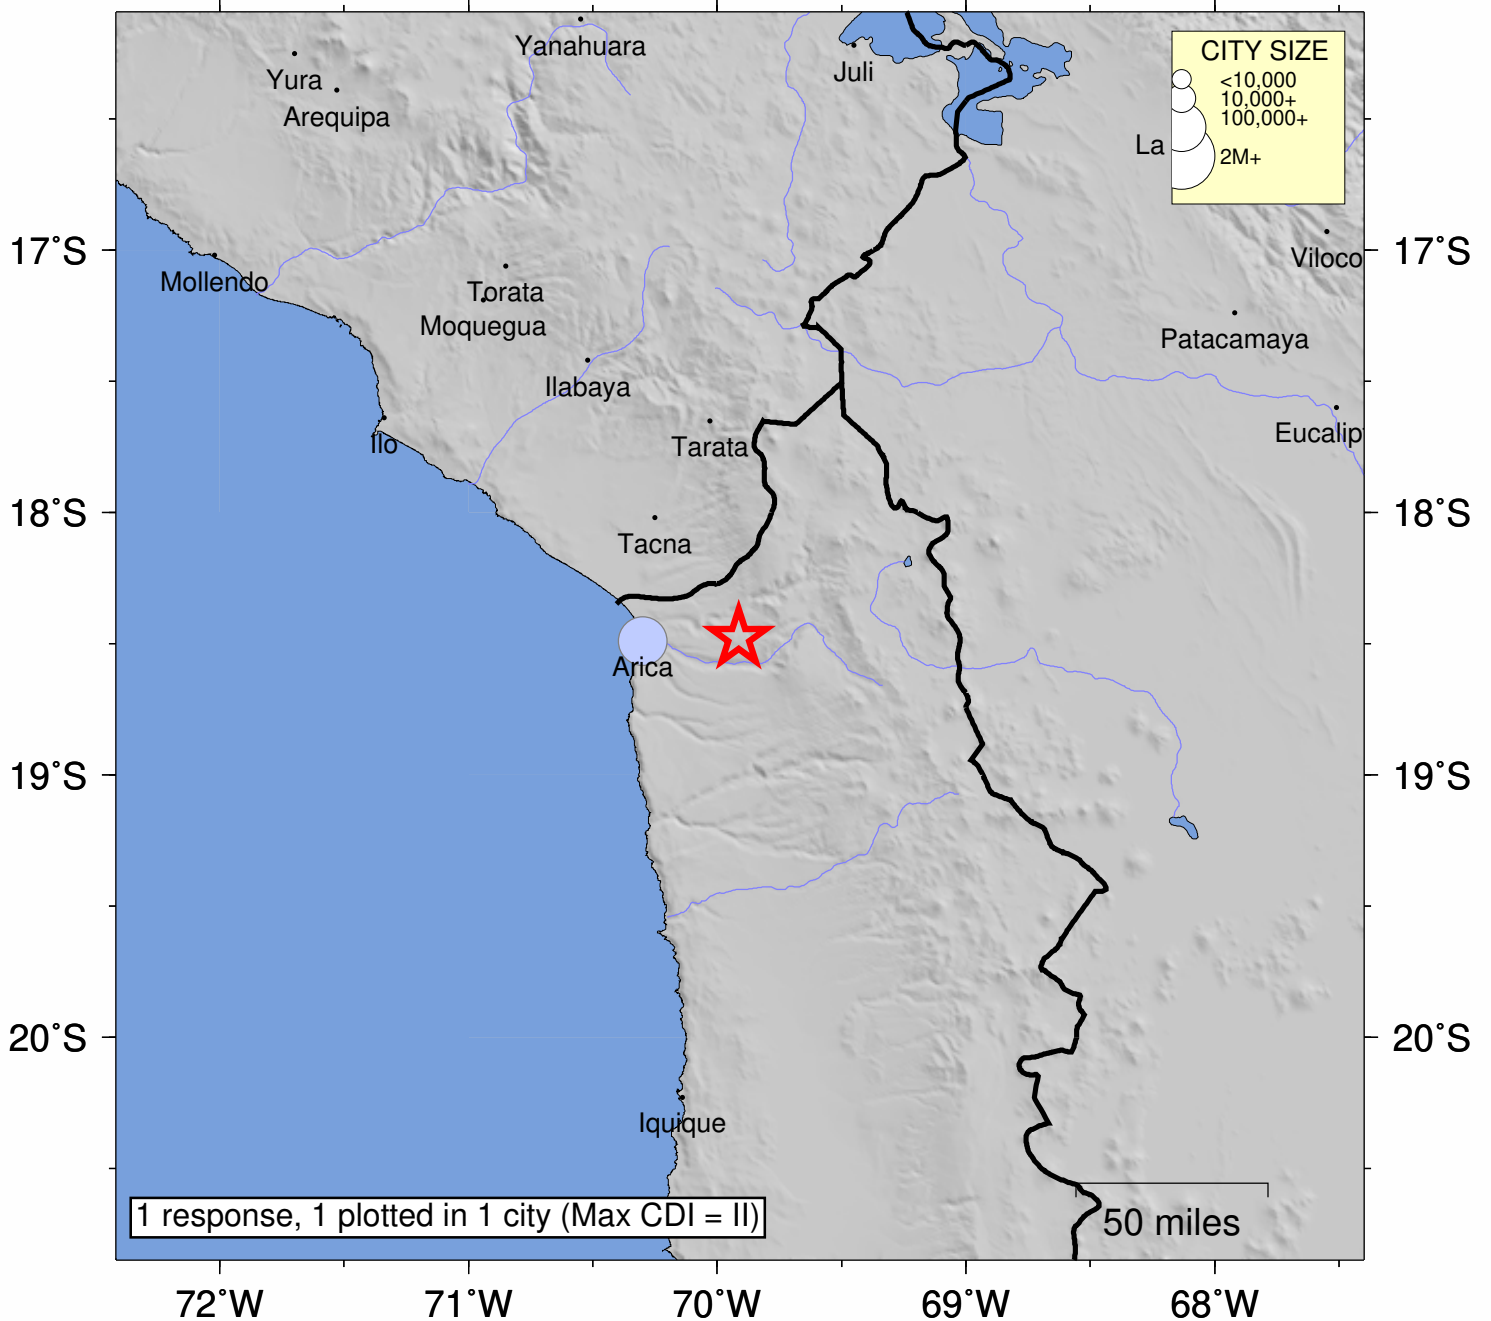 Yanahuara
Yura
Arequipa
Juli
CITY SIZE
<10,000
10,000+
100,000+
2M+
La
17°S
17°S
Mollendo
Torata
Moquegua
Viloco
Patacamaya
Ilabaya
Ilo
Tarata
Eucalip
18°S
18°S
Tacna
Arica
19°S
19°S
20°S
20°S
Iquique
1 response, 1 plotted in 1 city (Max CDI = II)
50 miles
72°W
71°W
70°W
69°W
68°W